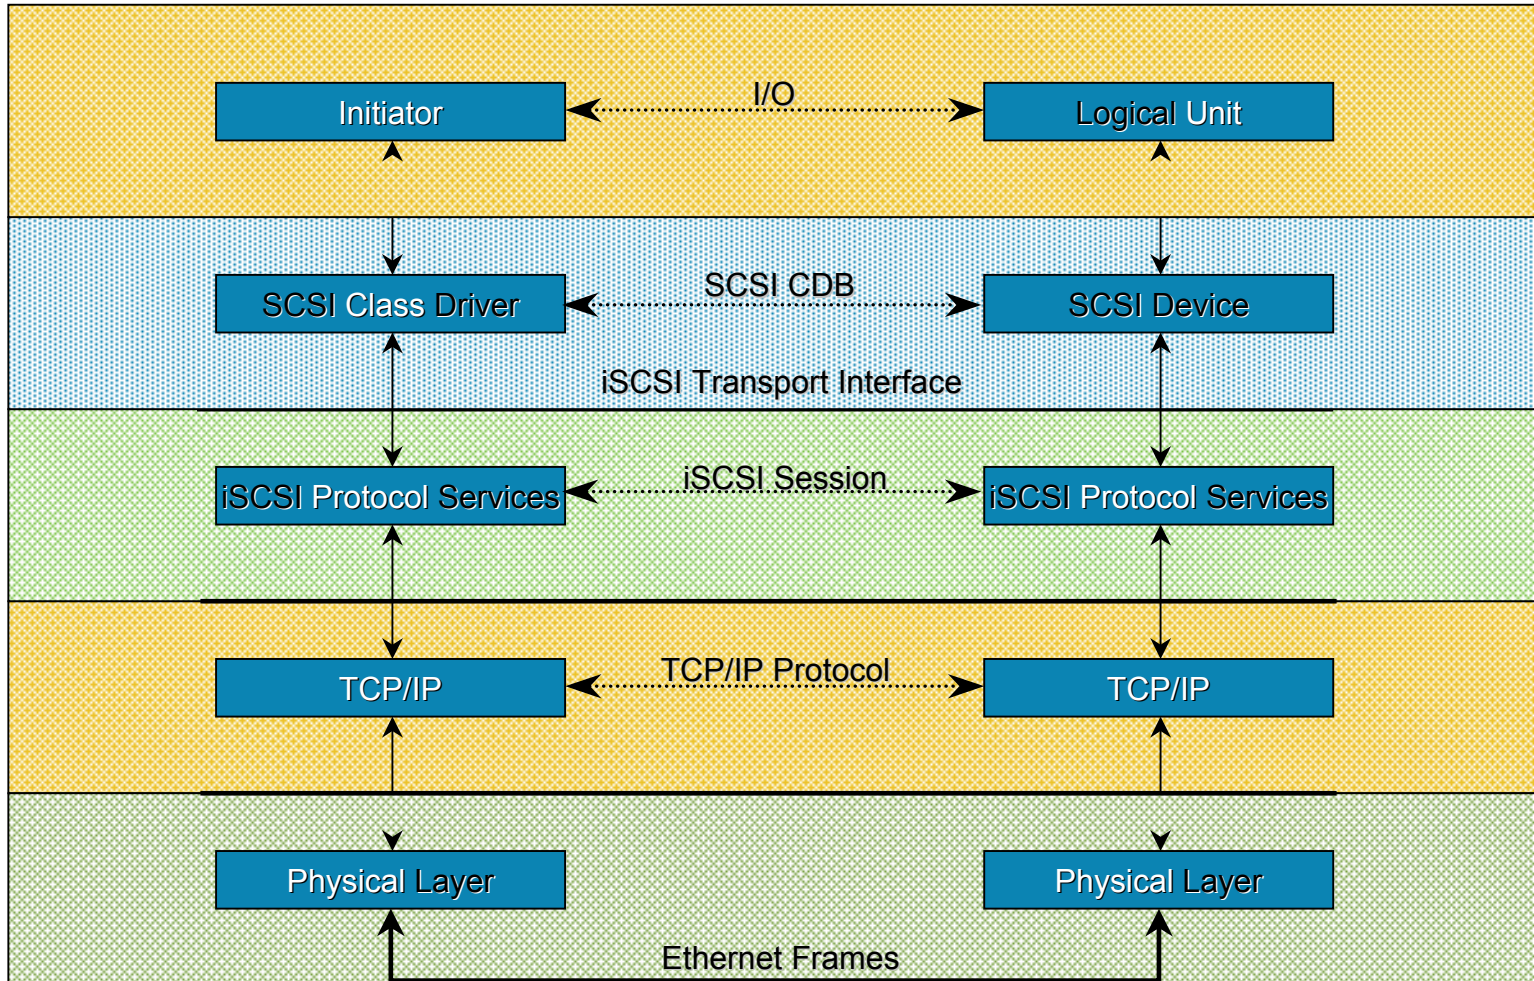 I/O
Initiator
Logical Unit
SCSI CDB
SCSI Class Driver
SCSI Device
iSCSI Transport Interface
iSCSI Session
iSCSI Protocol Services
iSCSI Protocol Services
TCP/IP Protocol
TCP/IP
TCP/IP
Physical Layer
Physical Layer
Ethernet Frames